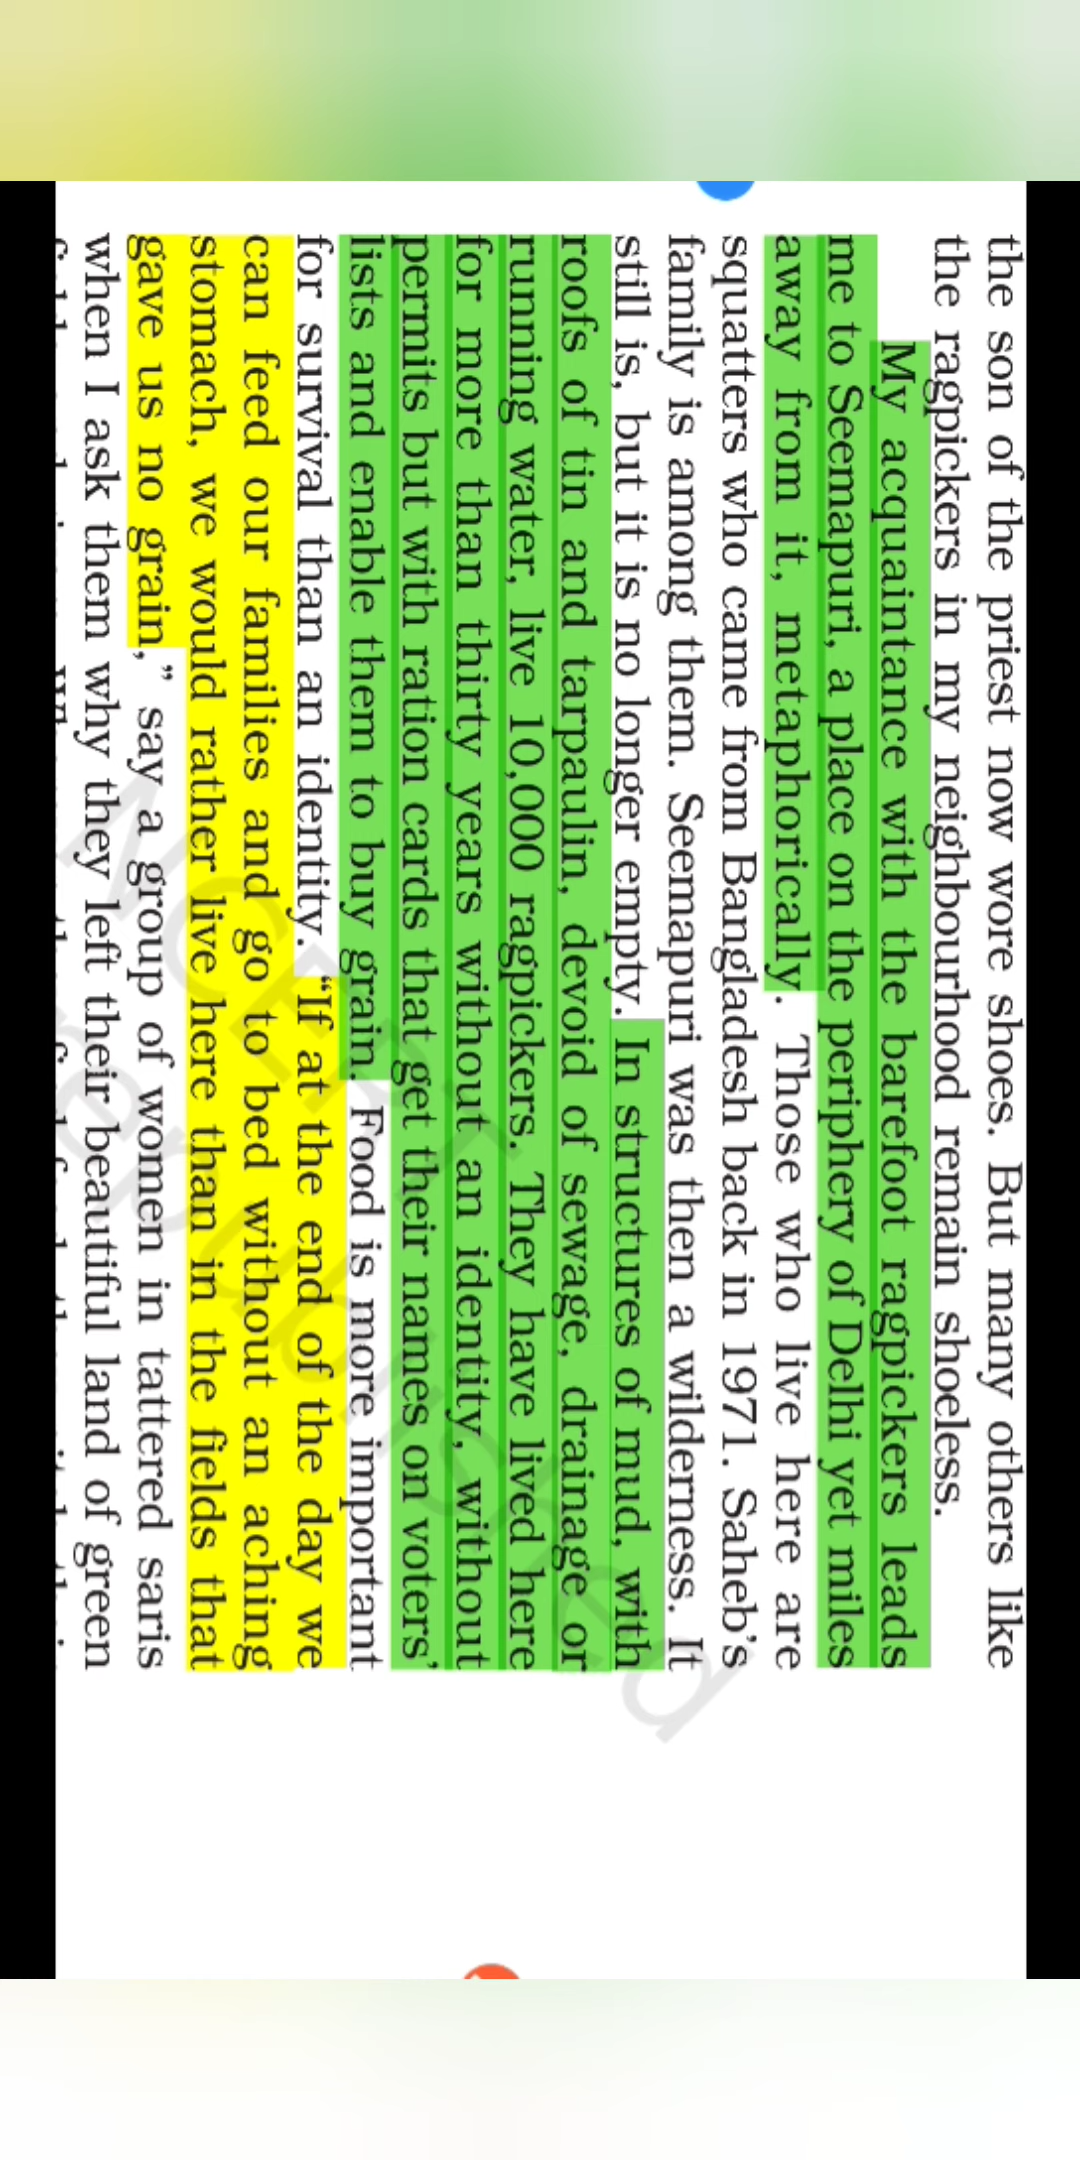 the son of the priest now wore shoes. But many others like
the ragpickers in my neighbourhood remain shoeless.
My acquaintance with the barefoot ragpickers leads
me to Seemapuri, a place on the periphery of Delhi yet miles
away from it, metaphorically. Those who live here are
squatters who came from Bangladesh back in 1971. Saheb’s
family is among them. Seemapuri was then a wilderness. It
still is, but it is no longer empty. In structures of mud, with
roofs of tin and tarpaulin, devoid of sewage, drainage or
running water, live 10,000 ragpickers. They have lived here
for more than thirty years without an identity, without
permits but with ration cards that get their names on voters’
lists and enable them to buy grain. Food is more important
for survival than an identity. “If at the end of the day we
can feed our families and go to bed without an aching
stomach, we would rather live here than in the fields that
gave us no grain,” say a group of women in tattered saris
when I ask them why they left their beautiful land of green
NCERT
republished